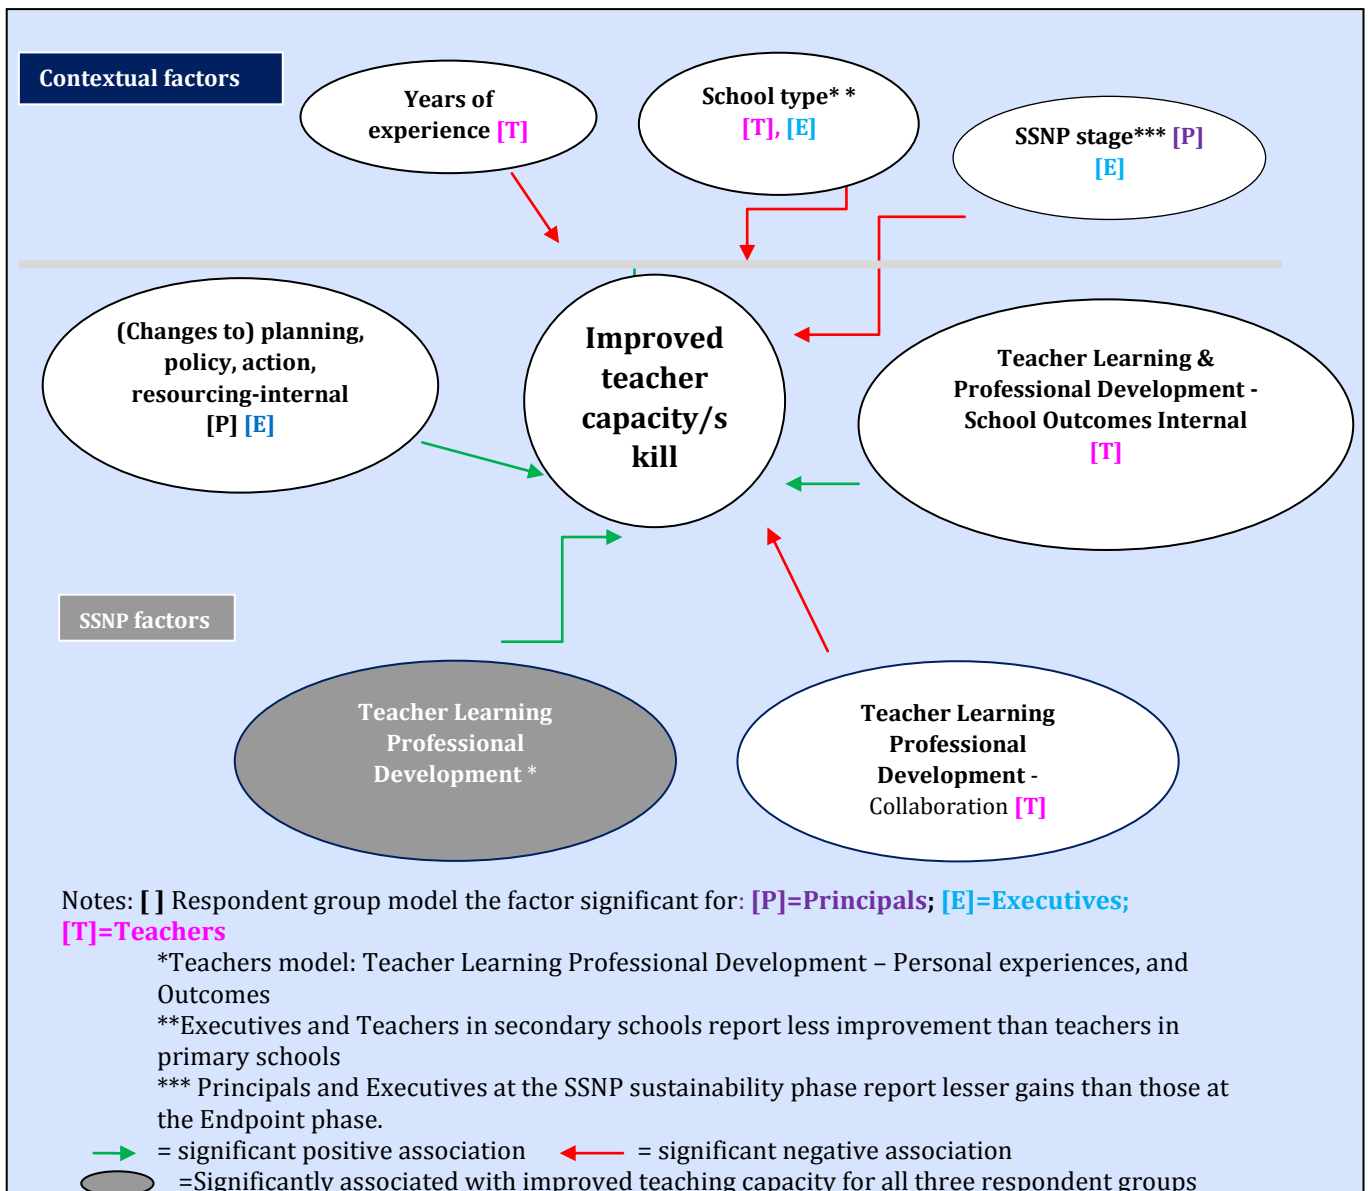 Contextual factors
Years of
experience [T]
School type* *
[T], [E]
SSNP stage*** [P]
[E]
(Changes to) planning,
policy, action,
resourcing-internal
[P] [E]
Improved
teacher
capacity/s
kill
Teacher Learning &
Professional Development -
School Outcomes Internal
[T]
SSNP factors
Teacher Learning
Professional
Development *
Teacher Learning
Professional
Development -
Collaboration [T]
Notes: [ ] Respondent group model the factor significant for: [P]=Principals; [E]=Executives;
[T]=Teachers
*Teachers model: Teacher Learning Professional Development – Personal experiences, and
Outcomes
**Executives and Teachers in secondary schools report less improvement than teachers in
primary schools
*** Principals and Executives at the SSNP sustainability phase report lesser gains than those at
the Endpoint phase.
= significant positive association = significant negative association
=Significantly associated with improved teaching capacity for all three respondent groups